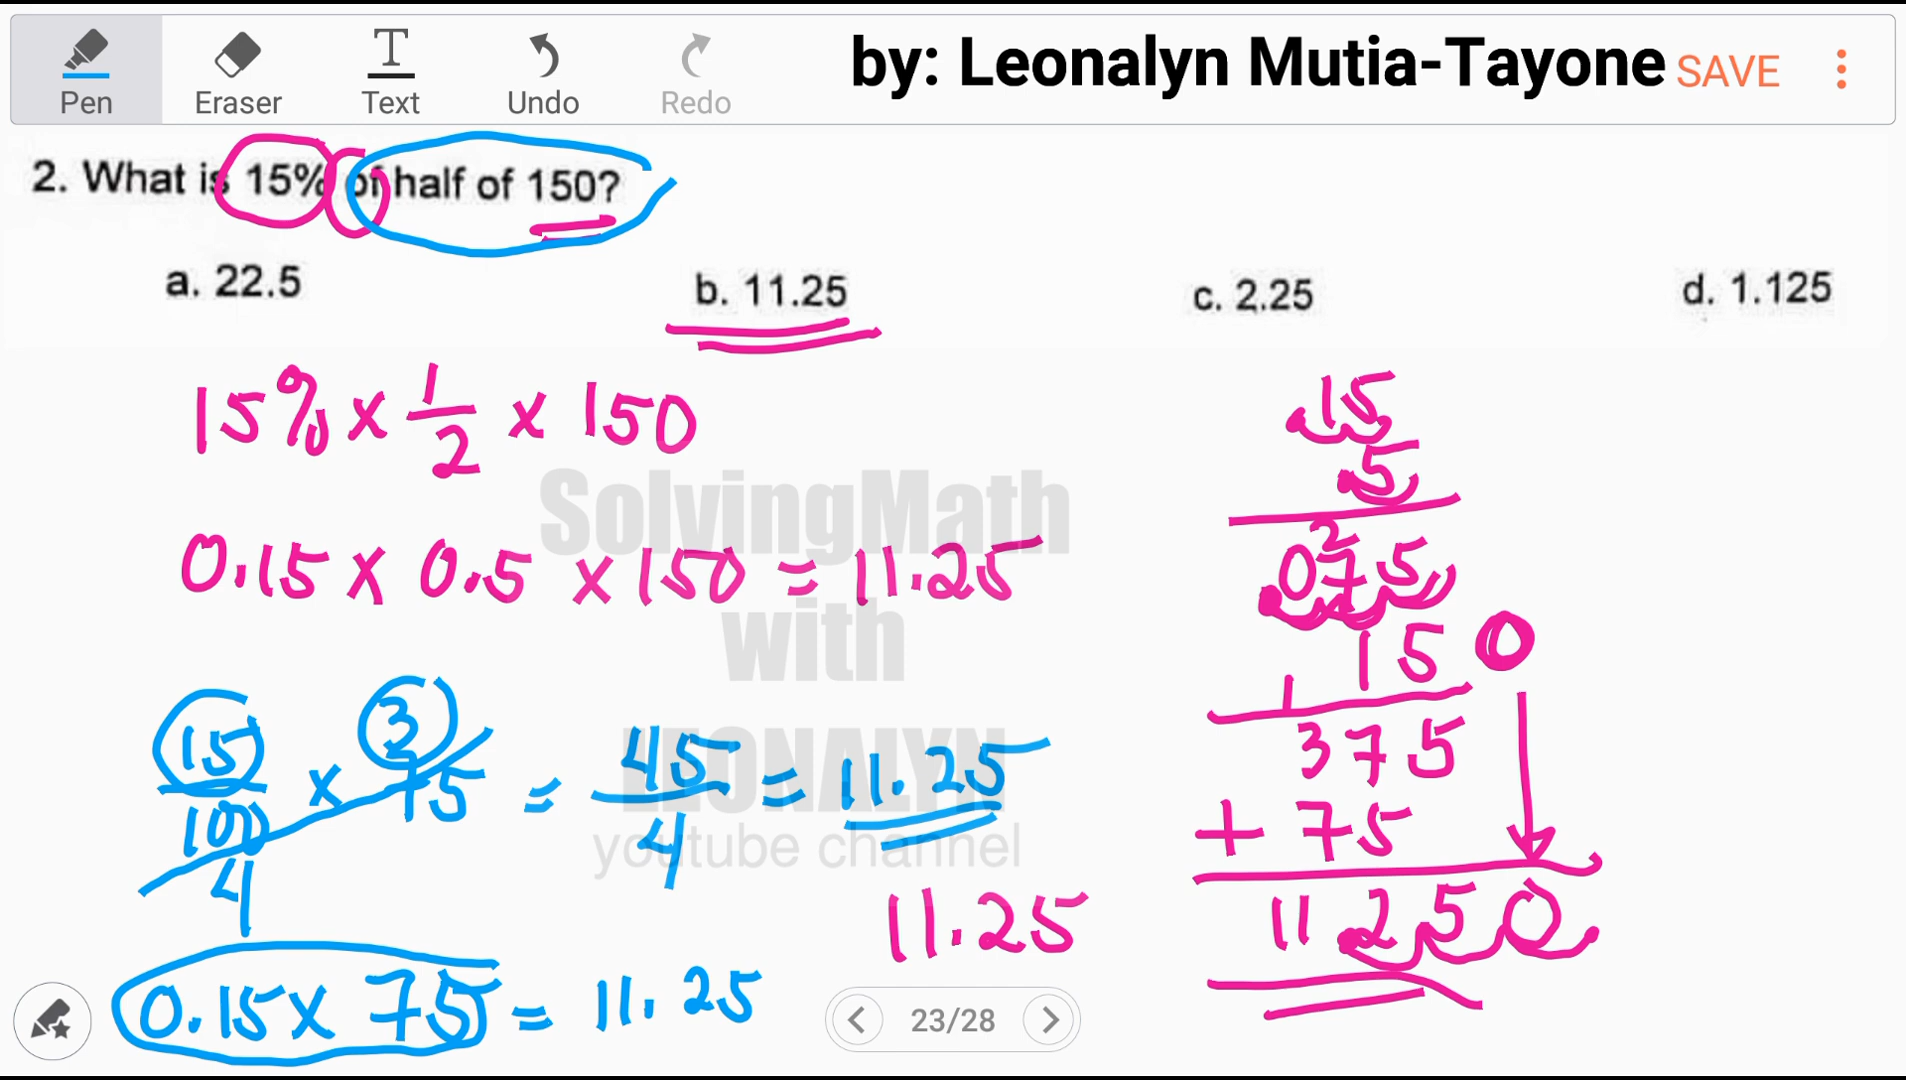 Pen Eraser Text Undo Redo by: Leonalyn Mutia-Tayone SAVE
2. What is 15% of half of 150?
a. 22.5 b. 11.25 c. 2.25 d. 1.125
15% x 1/2 x 150
0.15 x 0.5 x 150 = 11.25
15/100 x 75 = 45/4 = 11.25
3
4
0.15 x 75 = 11.25
11.25
.15
.5
2
.075
150
1
375
+ 75
11.250
SolvingMath
with
LEONALYN
youtube channel
23/28